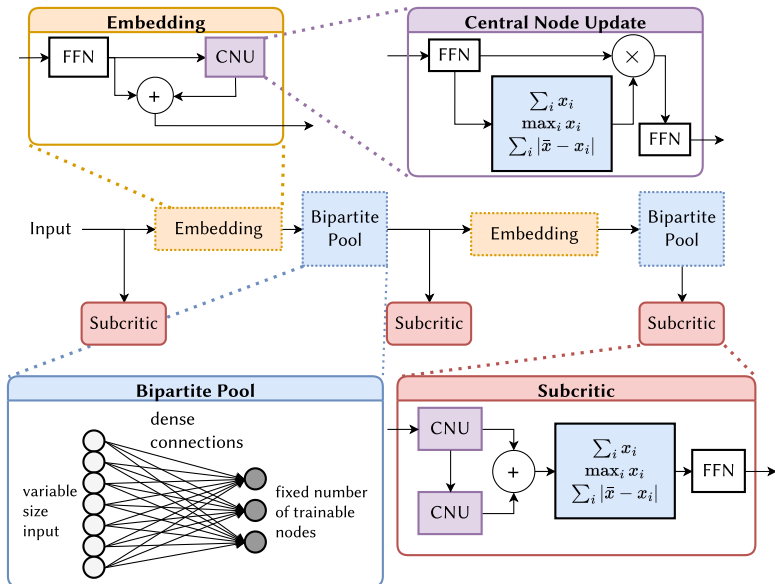 Embedding
FFN
CNU
+
Central Node Update
FFN
×
∑ᵢ xᵢ
maxᵢ xᵢ
∑ᵢ |x̄ − xᵢ|
FFN
Input
Embedding
Bipartite
Pool
Embedding
Bipartite
Pool
Subcritic
Subcritic
Subcritic
Bipartite Pool
dense
connections
variable
size
input
fixed number
of trainable
nodes
Subcritic
CNU
CNU
+
∑ᵢ xᵢ
maxᵢ xᵢ
∑ᵢ |x̄ − xᵢ|
FFN